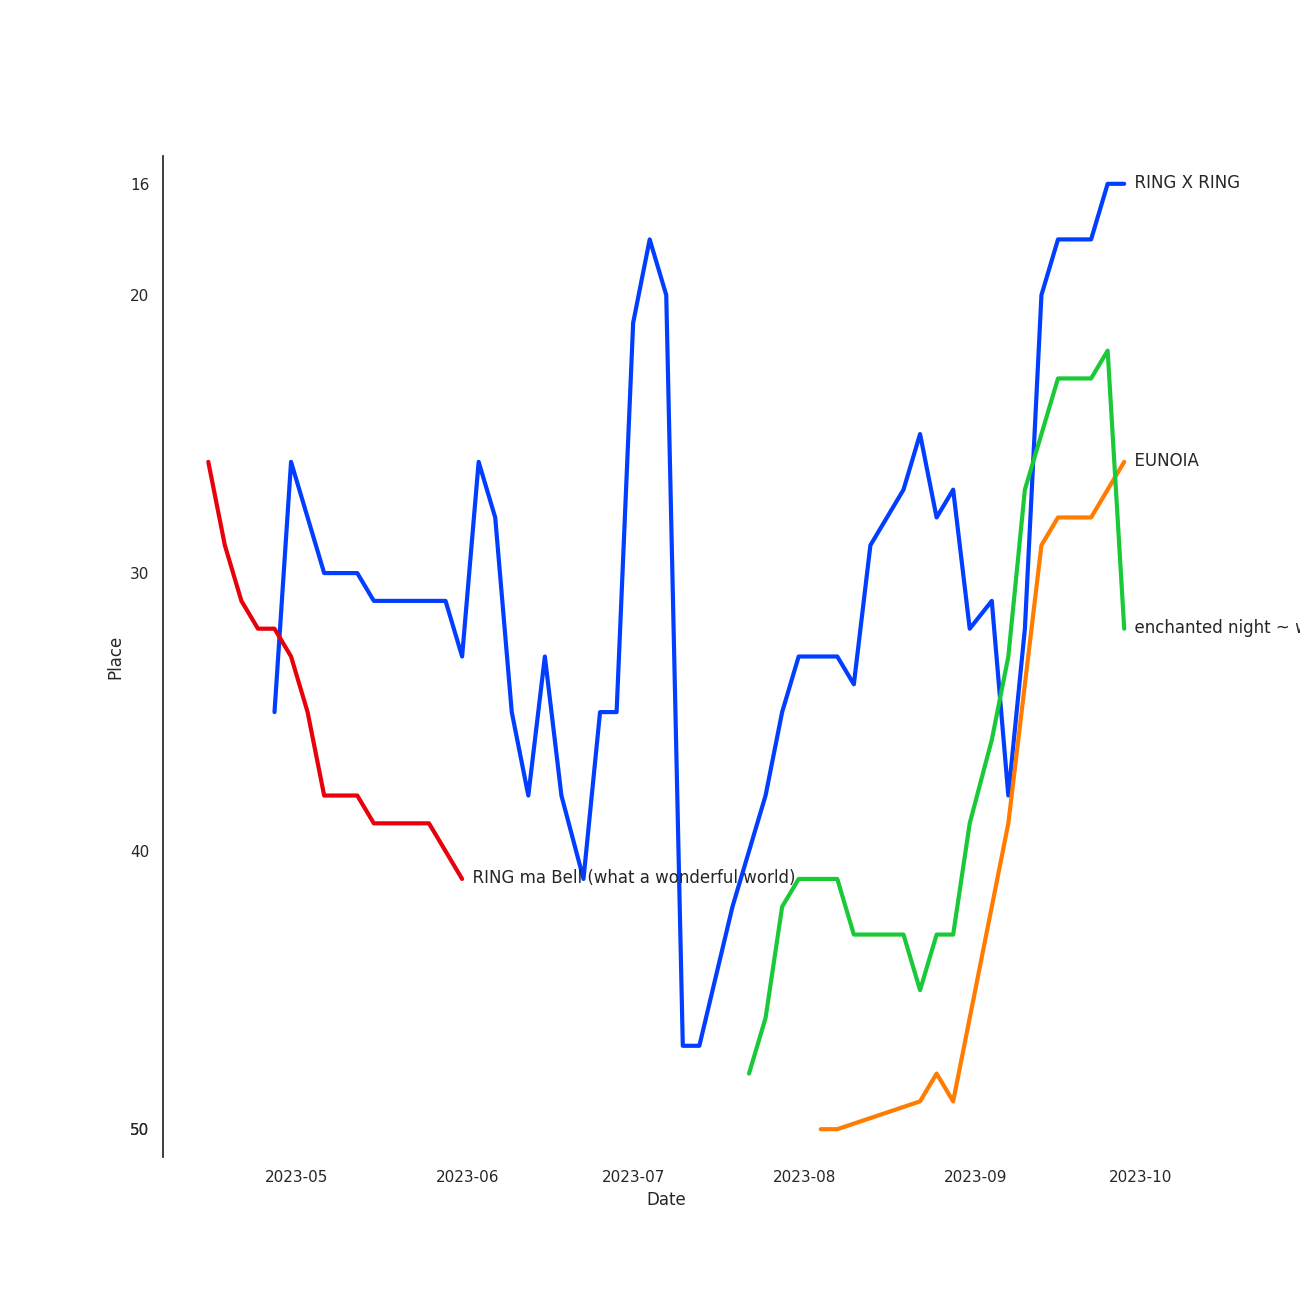 16
RING X RING
20
EUNOIA
30
enchanted night ~
Place
40
RING ma Bell (what a wonderful world)
50
2023-05 2023-06 2023-07 2023-08 2023-09 2023-10
Date